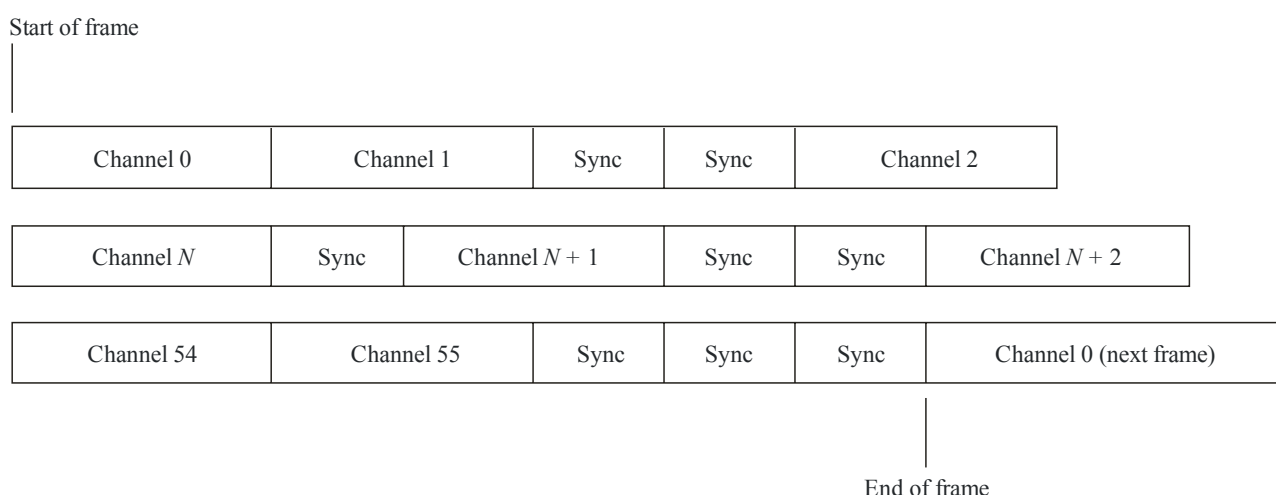 Start of frame
Channel 0 Channel 1 Sync Sync Channel 2
Channel N Sync Channel N + 1 Sync Sync Channel N + 2
Channel 54 Channel 55 Sync Sync Sync Channel 0 (next frame)
End of frame